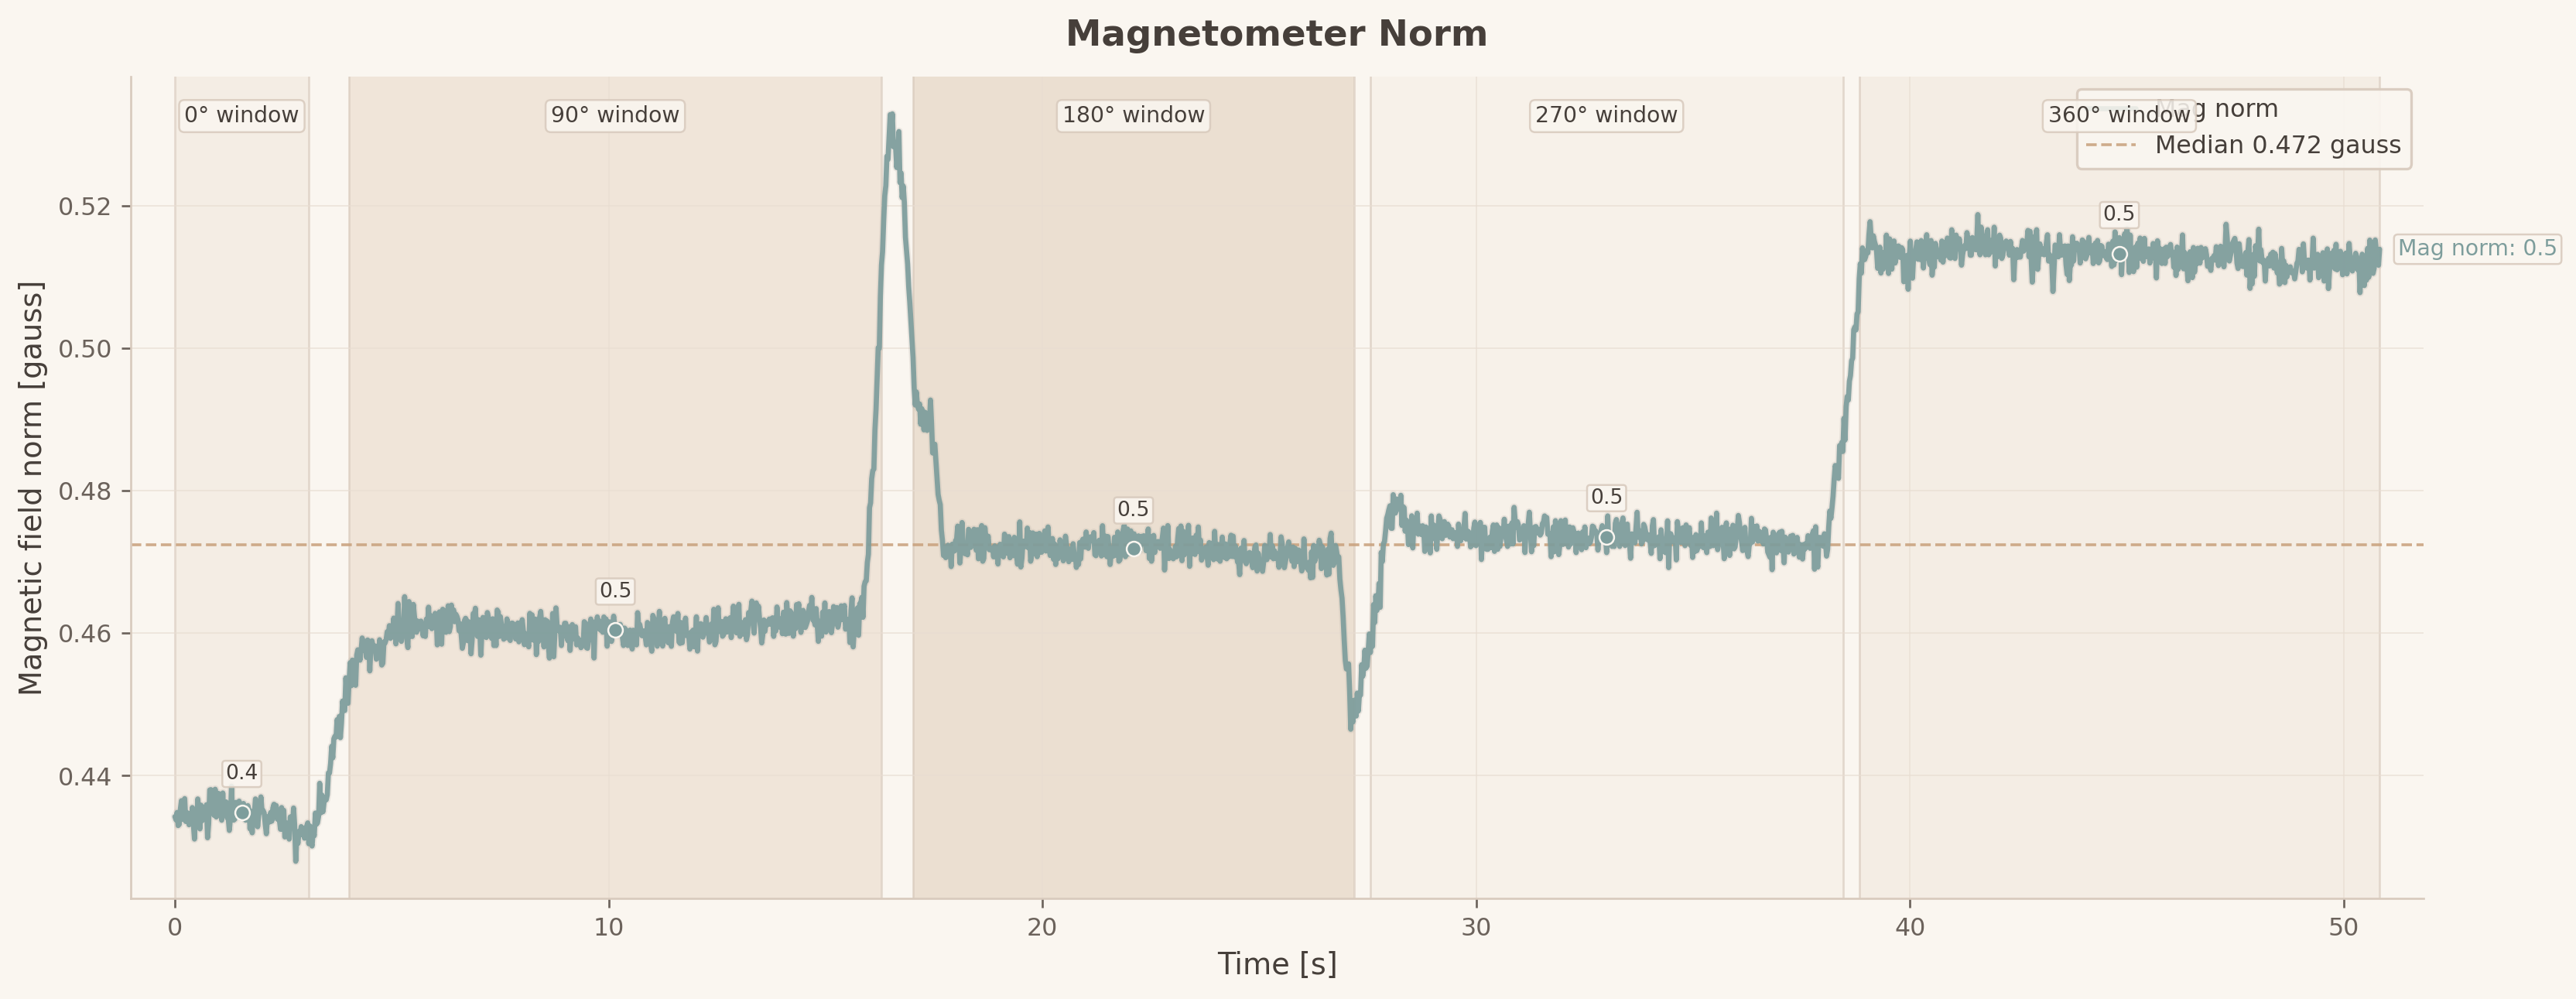 Magnetometer Norm
0° window
90° window
180° window
270° window
360° window
Mag norm
Median 0.472 gauss
0.52
0.50
0.48
0.46
0.44
Magnetic field norm [gauss]
0.4
0.5
0.5
0.5
0.5
Mag norm: 0.5
0
10
20
30
40
50
Time [s]